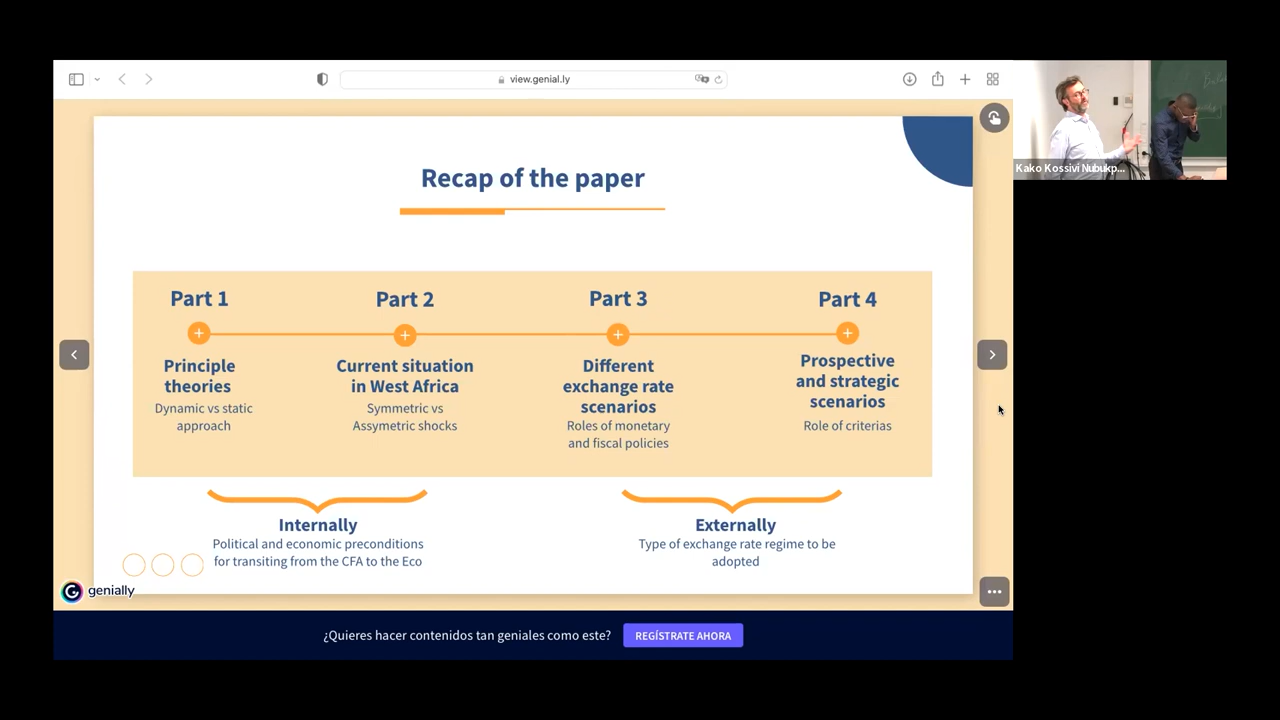 view.genial.ly
Kako Kossivi Nubukp...
Recap of the paper
Part 1
Principle
theories
Dynamic vs static
approach
Part 2
Current situation
in West Africa
Symmetric vs
Assymetric shocks
Part 3
Different
exchange rate
scenarios
Roles of monetary
and fiscal policies
Part 4
Prospective
and strategic
scenarios
Role of criterias
Internally
Political and economic preconditions
for transiting from the CFA to the Eco
Externally
Type of exchange rate regime to be
adopted
genially
¿Quieres hacer contenidos tan geniales como este?
REGÍSTRATE AHORA